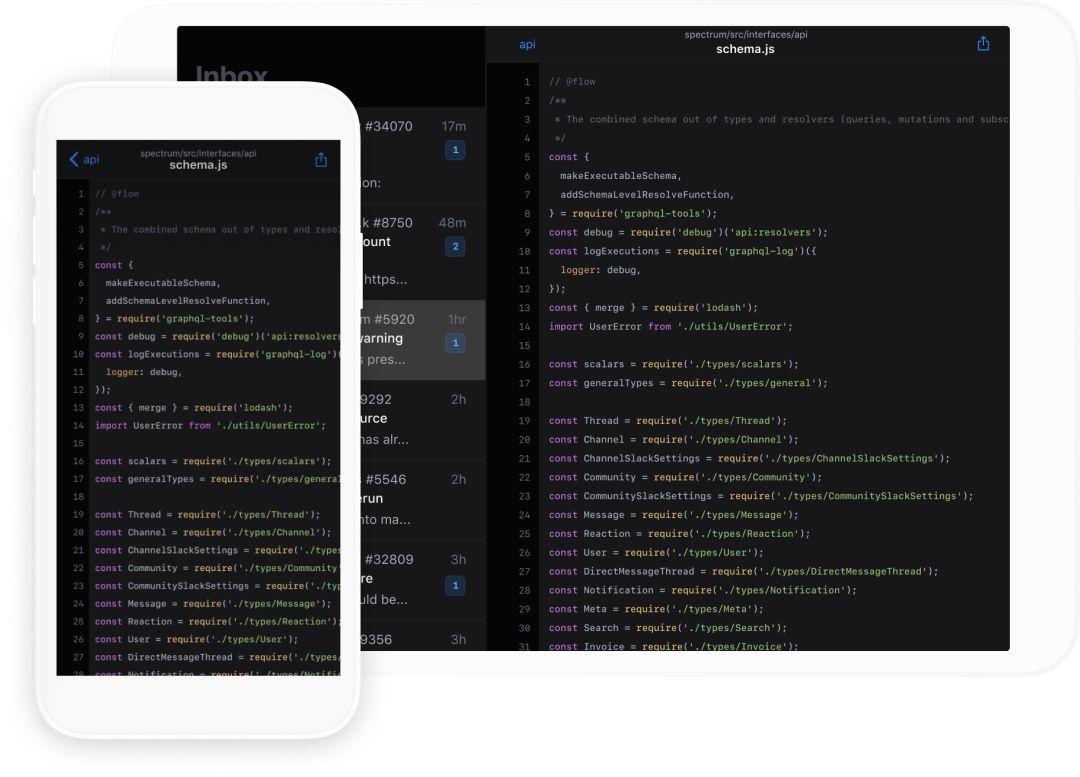 api
spectrum/src/interfaces/api
schema.js
1 // @flow
2 /**
3 * The combined schema out of types and
4 */
5 const {
6 makeExecutableSchema,
7 addSchemaLevelResolveFunction,
8 } = require('graphql-tools');
9 const debug = require('debug')('api:resolvers
10 const logExecutions = require('graphql-log')(
11 logger: debug,
12 });
13 const { merge } = require('lodash');
14 import UserError from './utils/UserError';
15
16 const scalars = require('./types/scalars');
17 const generalTypes = require('./types/general
18
19 const Thread = require('./types/Thread');
20 const Channel = require('./types/Channel');
21 const ChannelSlackSettings = require('./types
22 const Community = require('./types/Community'
23 const CommunitySlackSettings = require('./typ
24 const Message = require('./types/Message');
25 const Reaction = require('./types/Reaction');
26 const User = require('./types/User');
27 const DirectMessageThread = require('./types/
28 const Notification = require('./types/Notific
Inbox
#34070 17m
1
ion:
#8750 48m
ount
2
https...
#5920 1hr
warning
1
pres...
9292 2h
urce
has alr...
#5546 2h
erun
nto ma...
#32809 3h
re
1
uld be...
9356 3h
api
spectrum/src/interfaces/api
schema.js
1 // @flow
2 /**
3 * The combined schema out of types and resolvers (queries, mutations and subsc
4 */
5 const {
6 makeExecutableSchema,
7 addSchemaLevelResolveFunction,
8 } = require('graphql-tools');
9 const debug = require('debug')('api:resolvers');
10 const logExecutions = require('graphql-log')({
11 logger: debug,
12 });
13 const { merge } = require('lodash');
14 import UserError from './utils/UserError';
15
16 const scalars = require('./types/scalars');
17 const generalTypes = require('./types/general');
18
19 const Thread = require('./types/Thread');
20 const Channel = require('./types/Channel');
21 const ChannelSlackSettings = require('./types/ChannelSlackSettings');
22 const Community = require('./types/Community');
23 const CommunitySlackSettings = require('./types/CommunitySlackSettings');
24 const Message = require('./types/Message');
25 const Reaction = require('./types/Reaction');
26 const User = require('./types/User');
27 const DirectMessageThread = require('./types/DirectMessageThread');
28 const Notification = require('./types/Notification');
29 const Meta = require('./types/Meta');
30 const Search = require('./types/Search');
31 const Invoice = require('./types/Invoice');